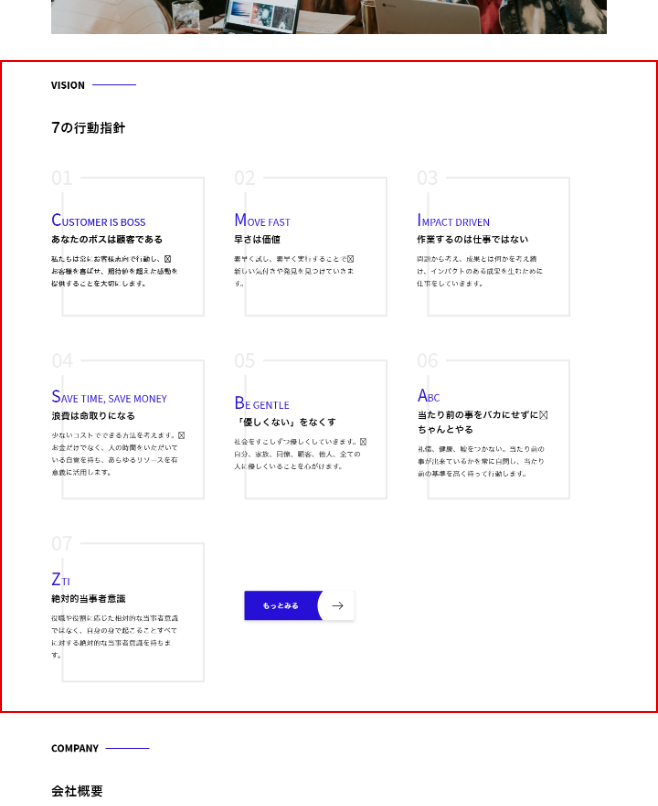 VISION
7の行動指針
01
CUSTOMER IS BOSS
あなたのボスは顧客である
私たちは常にお客様志向で行動し、
お客様を喜ばせ、期待値を超えた感動を
提供することを大切にします。
02
MOVE FAST
早さは価値
素早く試し、素早く実行することで
新しい気付きや発見を見つけていきま
す。
03
IMPACT DRIVEN
作業するのは仕事ではない
問題から考え、成果とは何かを考え続
け、インパクトのある成果を生むために
仕事をしていきます。
04
SAVE TIME, SAVE MONEY
浪費は命取りになる
少ないコストでできる方法を考えます。
お金だけでなく、人の時間をいただいて
いる自覚を持ち、あらゆるリソースを有
意義に活用します。
05
BE GENTLE
「優しくない」をなくす
社会をすこしずつ優しくしていきます。
自分、家族、同僚、顧客、他人、全ての
人に優しくいることを心がけます。
06
ABC
当たり前の事をバカにせずに
ちゃんとやる
礼儀、健康、嘘をつかない。当たり前の
事が出来ているかを常に自問し、当たり
前の基準を高く持って行動します。
07
ZTI
絶対的当事者意識
役職や役割に応じた相対的な当事者意識
ではなく、自身の身で起こることすべて
に対する絶対的な当事者意識を持ちま
す。
もっとみる
COMPANY
会社概要